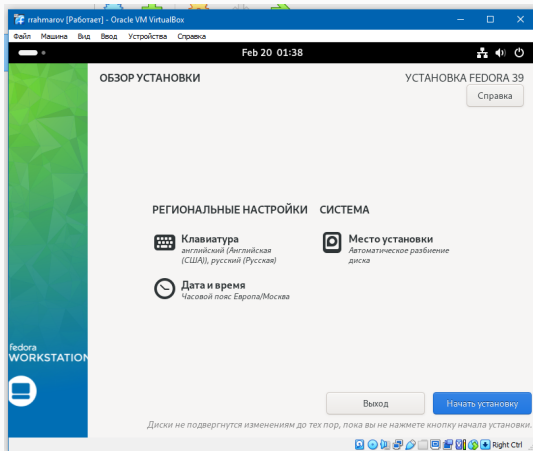 rrahmarov [Работает] - Oracle VM VirtualBox
Файл Машина Вид Ввод Устройства Справка
Feb 20 01:38
ОБЗОР УСТАНОВКИ
УСТАНОВКА FEDORA 39
Справка
РЕГИОНАЛЬНЫЕ НАСТРОЙКИ
СИСТЕМА
Клавиатура
английский (Английская
(США)), русский (Русская)
Место установки
Автоматическое разбиение
диска
Дата и время
Часовой пояс Европа/Москва
fedora
WORKSTATION
Выход
Начать установку
Диски не подвергнутся изменениям до тех пор, пока вы не нажмете кнопку начала установки.
Right Ctrl